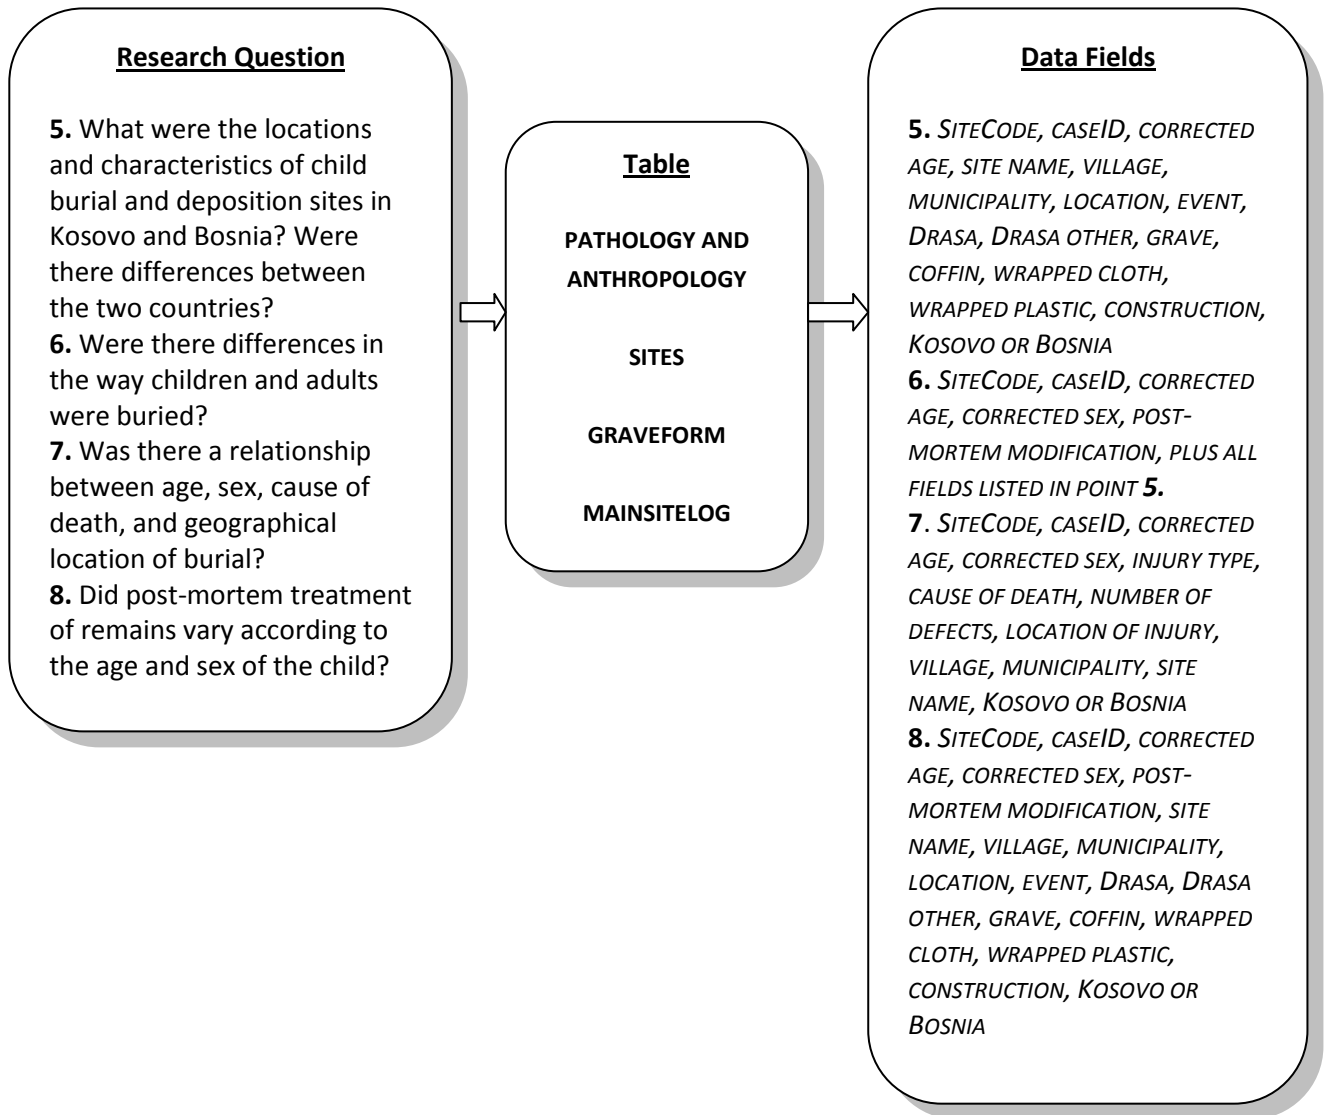 Research Question
5. What were the locations
and characteristics of child
burial and deposition sites in
Kosovo and Bosnia? Were
there differences between
the two countries?
6. Were there differences in
the way children and adults
were buried?
7. Was there a relationship
between age, sex, cause of
death, and geographical
location of burial?
8. Did post-mortem treatment
of remains vary according to
the age and sex of the child?
Table
PATHOLOGY AND
ANTHROPOLOGY
SITES
GRAVEFORM
MAINSITELOG
Data Fields
5. SITECODE, CASEID, CORRECTED
AGE, SITE NAME, VILLAGE,
MUNICIPALITY, LOCATION, EVENT,
DRASA, DRASA OTHER, GRAVE,
COFFIN, WRAPPED CLOTH,
WRAPPED PLASTIC, CONSTRUCTION,
KOSOVO OR BOSNIA
6. SITECODE, CASEID, CORRECTED
AGE, CORRECTED SEX, POST-
MORTEM MODIFICATION, PLUS ALL
FIELDS LISTED IN POINT 5.
7. SITECODE, CASEID, CORRECTED
AGE, CORRECTED SEX, INJURY TYPE,
CAUSE OF DEATH, NUMBER OF
DEFECTS, LOCATION OF INJURY,
VILLAGE, MUNICIPALITY, SITE
NAME, KOSOVO OR BOSNIA
8. SITECODE, CASEID, CORRECTED
AGE, CORRECTED SEX, POST-
MORTEM MODIFICATION, SITE
NAME, VILLAGE, MUNICIPALITY,
LOCATION, EVENT, DRASA, DRASA
OTHER, GRAVE, COFFIN, WRAPPED
CLOTH, WRAPPED PLASTIC,
CONSTRUCTION, KOSOVO OR
BOSNIA